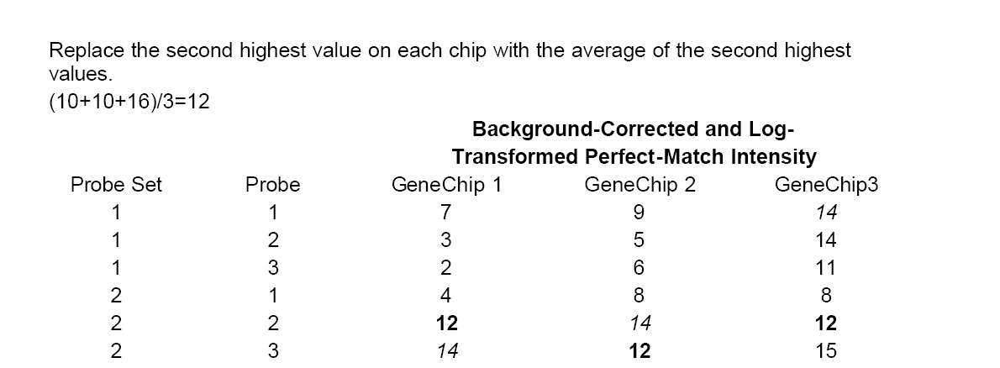 Replace the second highest value on each chip with the average of the second highest
values.
(10+10+16)/3=12
Background-Corrected and Log-
Transformed Perfect-Match Intensity
Probe Set Probe GeneChip 1 GeneChip 2 GeneChip3
1 1 7 9 14
1 2 3 5 14
1 3 2 6 11
2 1 4 8 8
2 2 12 14 12
2 3 14 12 15